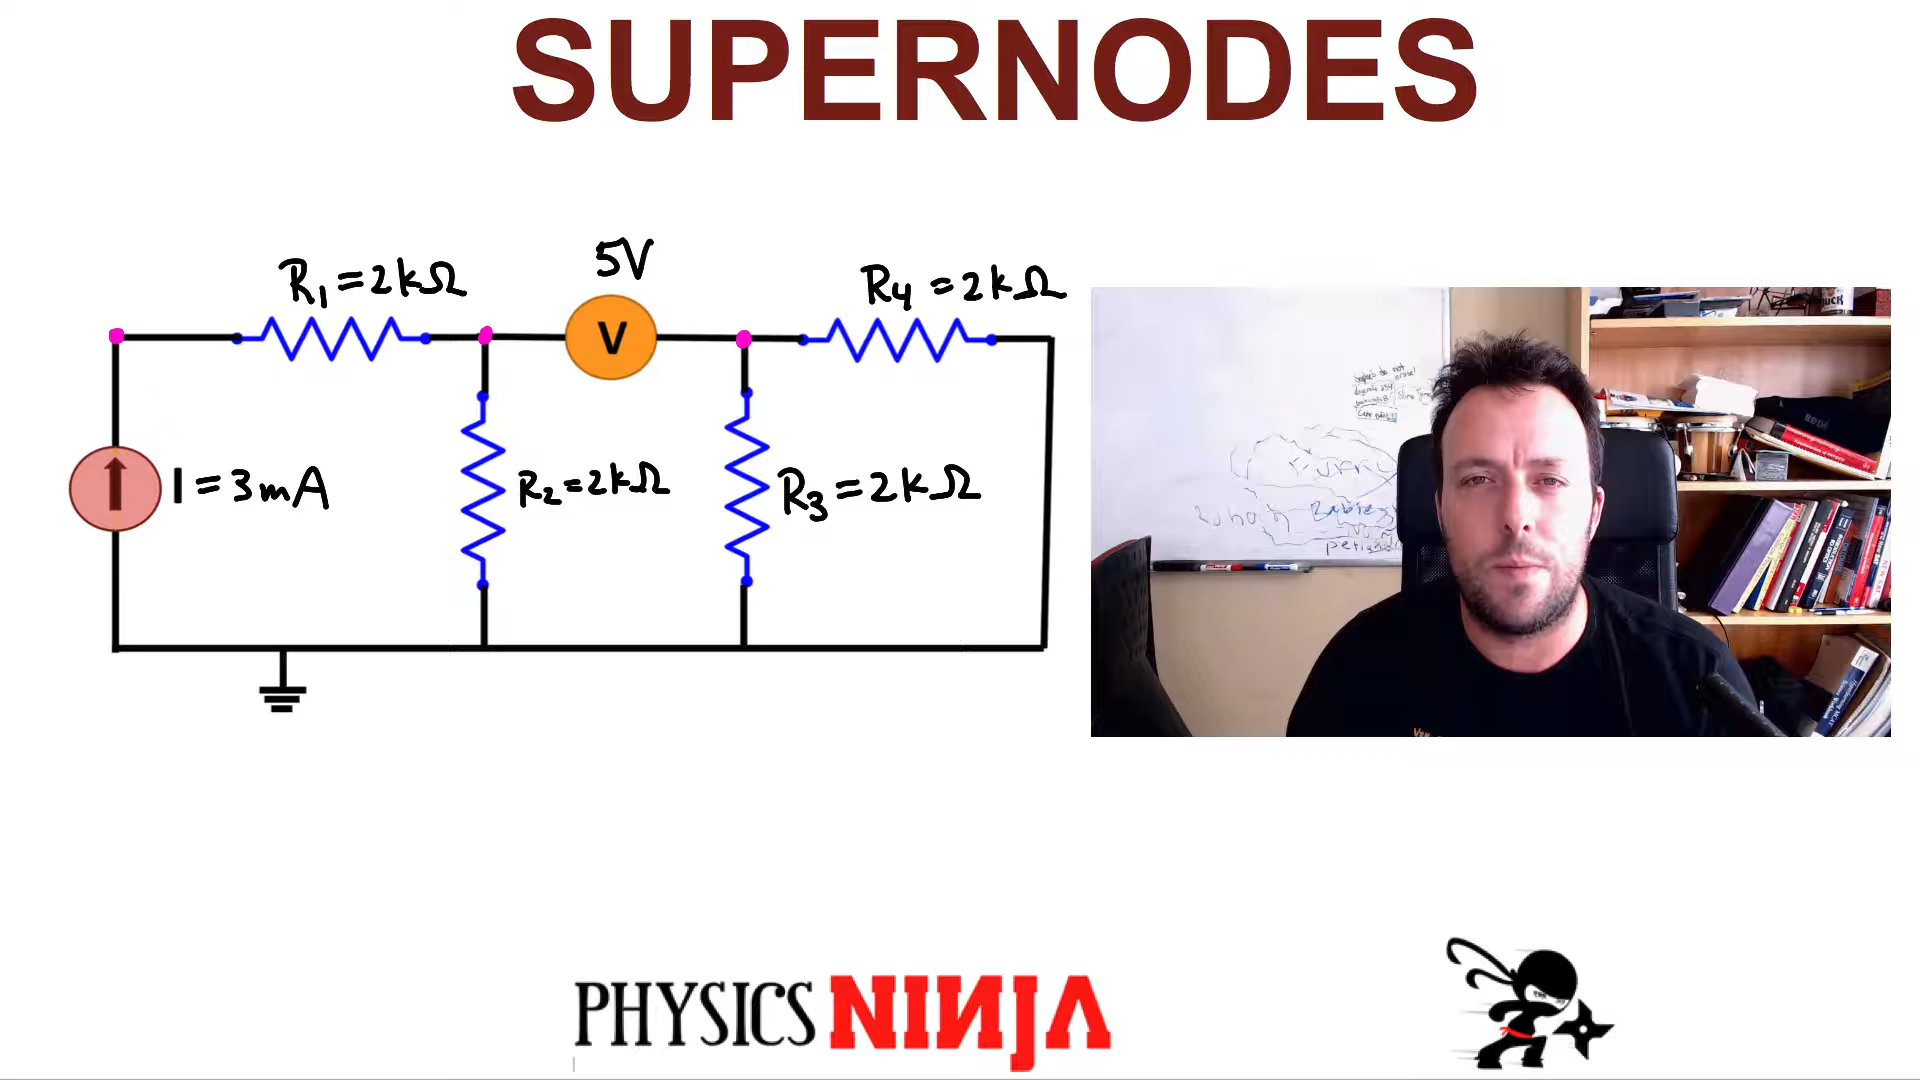 SUPERNODES
5V
R₁ = 2kΩ
R₄ = 2kΩ
V
I = 3mA
R₂ = 2kΩ
R₃ = 2kΩ
PHYSICS NINJA